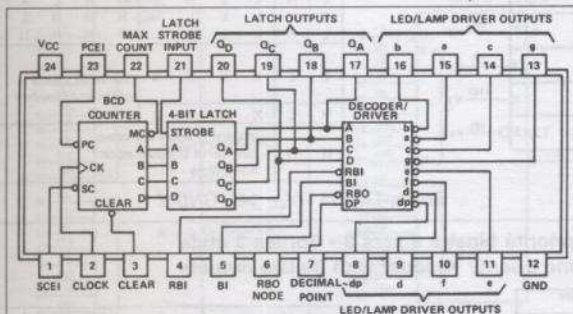 LATCH OUTPUTS
LED/LAMP DRIVER OUTPUTS
VCC PCEI MAX COUNT LATCH STROBE INPUT QD QC QB QA b a c g
24 23 22 21 20 19 18 17 16 15 14 13
BCD COUNTER
4-BIT LATCH
DECODER/DRIVER
MC STROBE
PC A A QA A b
CK B B QB B a
SC C C QC C c
D D QD D g
CLEAR
RBI e
BI f
RBO d
DP dp
1 2 3 4 5 6 7 8 9 10 11 12
SCEI CLOCK CLEAR RBI BI RBO NODE DECIMAL POINT dp d f e GND
LED/LAMP DRIVER OUTPUTS